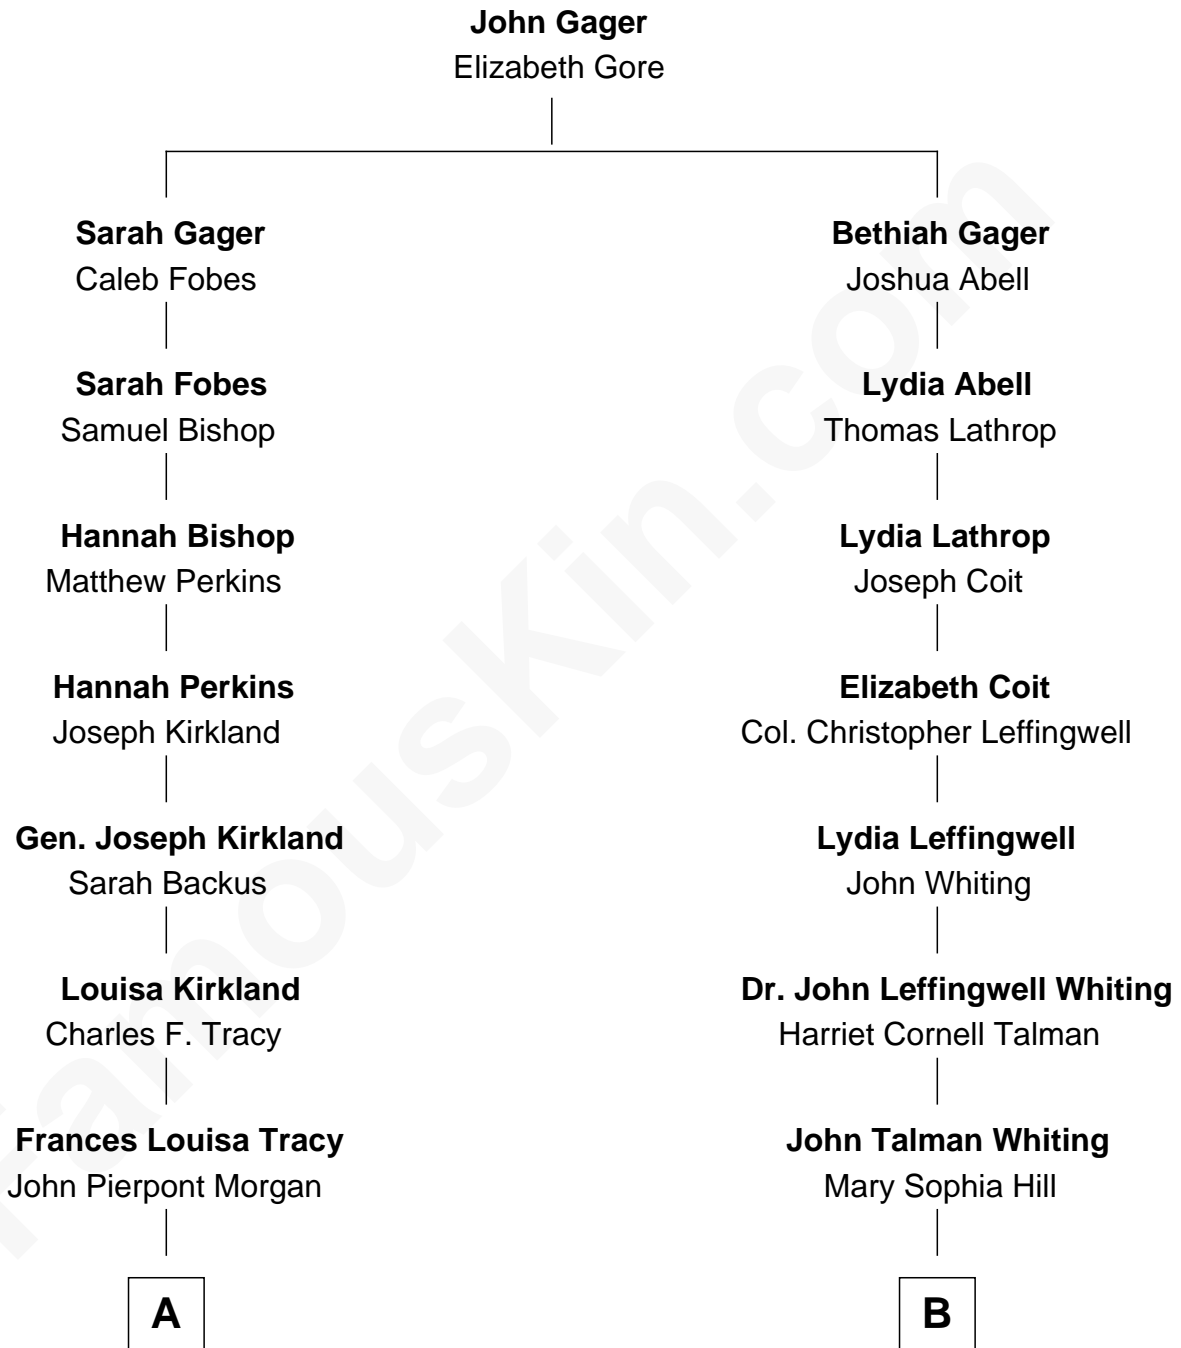 John Gager
Elizabeth Gore
Sarah Gager
Caleb Fobes
Bethiah Gager
Joshua Abell
Sarah Fobes
Samuel Bishop
Lydia Abell
Thomas Lathrop
Hannah Bishop
Matthew Perkins
Lydia Lathrop
Joseph Coit
Hannah Perkins
Joseph Kirkland
Elizabeth Coit
Col. Christopher Leffingwell
Gen. Joseph Kirkland
Sarah Backus
Lydia Leffingwell
John Whiting
Louisa Kirkland
Charles F. Tracy
Dr. John Leffingwell Whiting
Harriet Cornell Talman
Frances Louisa Tracy
John Pierpont Morgan
John Talman Whiting
Mary Sophia Hill
A
B
FamousKin.com